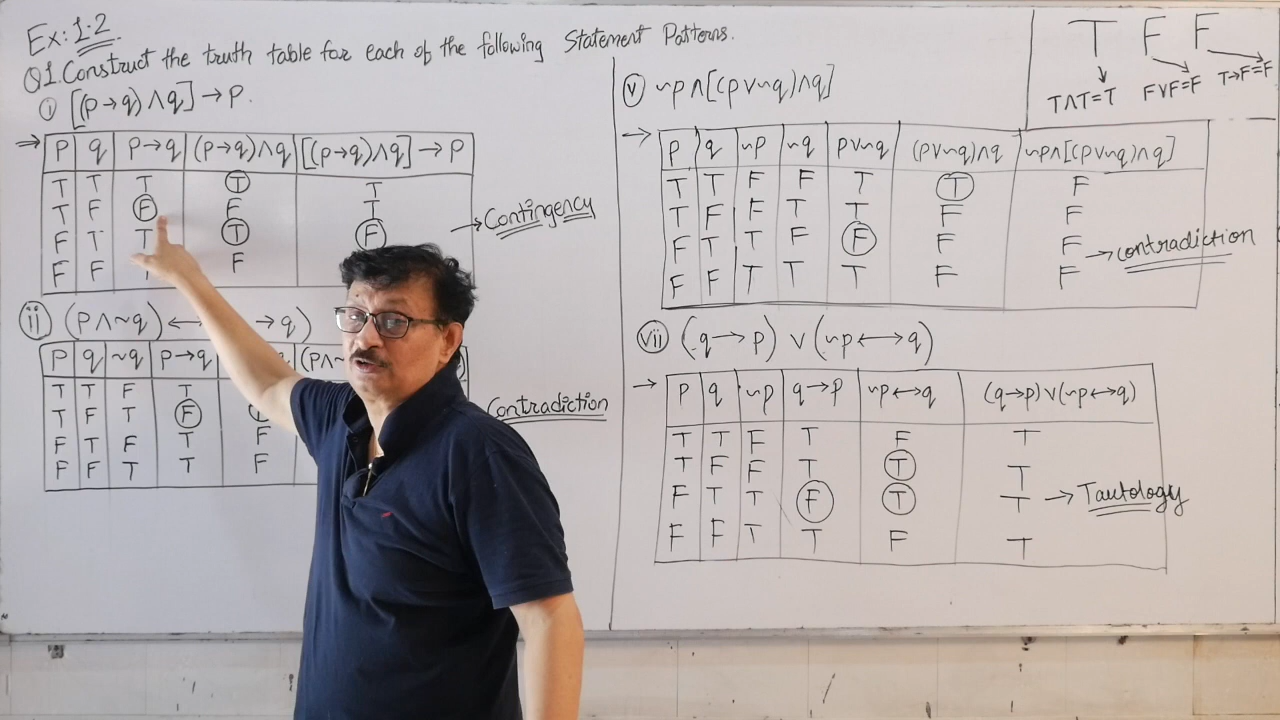 Ex: 1.2.
Q1. Construct the truth table for each of the following Statement Patterns.
i) [(p→q)∧q]→p.
⇒ p q p→q (p→q)∧q [(p→q)∧q]→p
T T T T T
T F F F T
F T T T F
F F F
→Contingency
ii) (p∧~q)← →q)
p q ~q p→q (p∧~
T T F T
T F T F
F T F T F
F F T T F
Contradiction
T F F
T∧T=T F∨F=F T→F=F
v) ~p∧[(p∨~q)∧q]
→ p q ~p ~q p∨~q (p∨~q)∧q ~p∧[(p∨~q)∧q]
T T F F T T F
T F F T T F F
F T T F F F F → contradiction
F F T T T F F
vii) (q→p) ∨ (~p↔q)
→ p q ~p q→p ~p↔q (q→p)∨(~p↔q)
T T F T F T
T F F T T T
F T T F T T → Tautology
F F T T F T